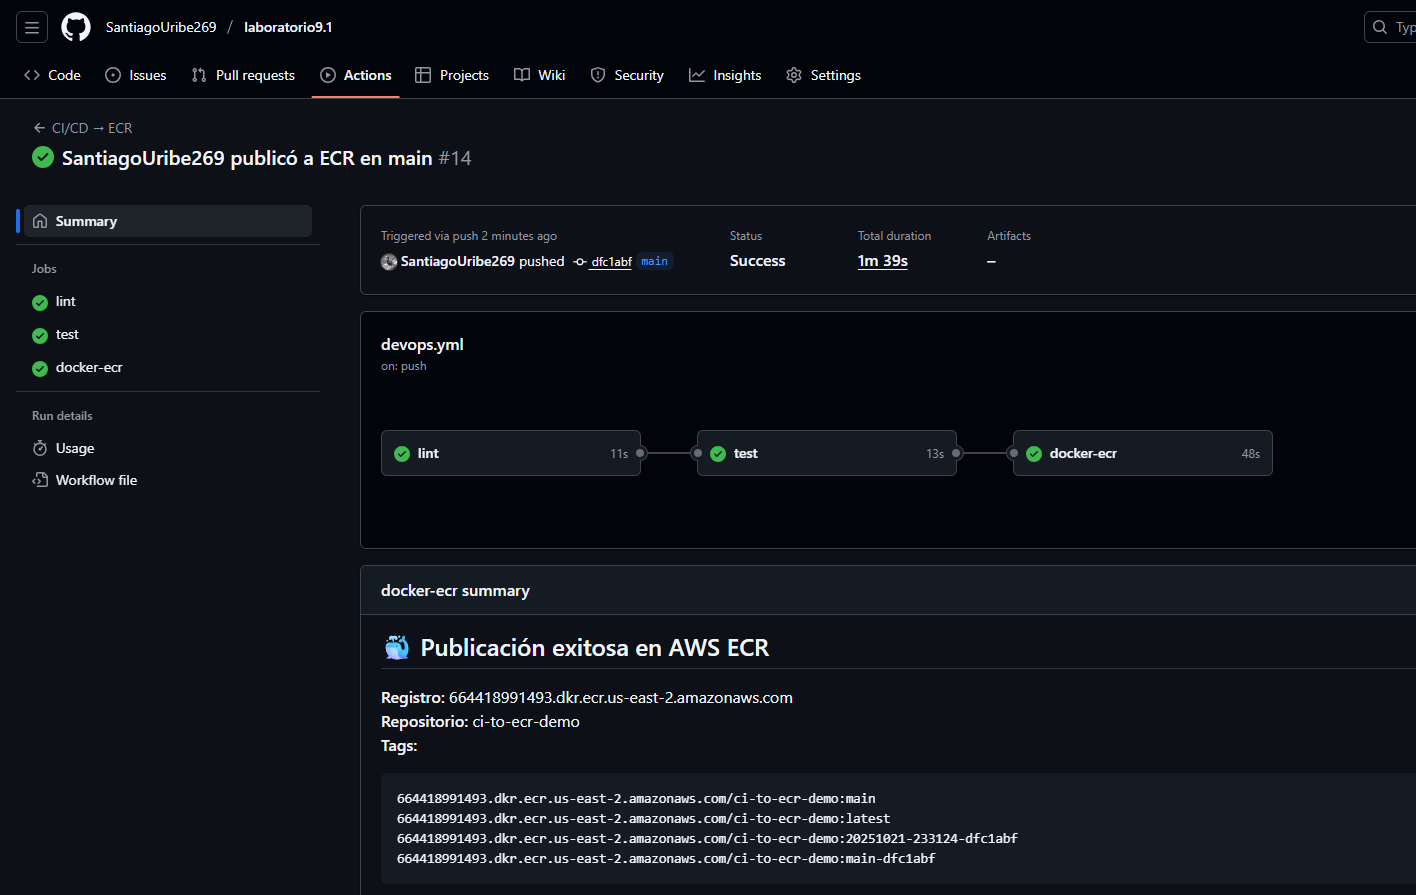 SantiagoUribe269 / laboratorio9.1
Code Issues Pull requests Actions Projects Wiki Security Insights Settings
← CI/CD → ECR
SantiagoUribe269 publicó a ECR en main #14
Summary
Jobs
lint
test
docker-ecr
Run details
Usage
Workflow file
Triggered via push 2 minutes ago
SantiagoUribe269 pushed dfc1abf main
Status
Success
Total duration
1m 39s
Artifacts
–
devops.yml
on: push
lint 11s
test 13s
docker-ecr 48s
docker-ecr summary
Publicación exitosa en AWS ECR
Registro: 664418991493.dkr.ecr.us-east-2.amazonaws.com
Repositorio: ci-to-ecr-demo
Tags:
664418991493.dkr.ecr.us-east-2.amazonaws.com/ci-to-ecr-demo:main
664418991493.dkr.ecr.us-east-2.amazonaws.com/ci-to-ecr-demo:latest
664418991493.dkr.ecr.us-east-2.amazonaws.com/ci-to-ecr-demo:20251021-233124-dfc1abf
664418991493.dkr.ecr.us-east-2.amazonaws.com/ci-to-ecr-demo:main-dfc1abf